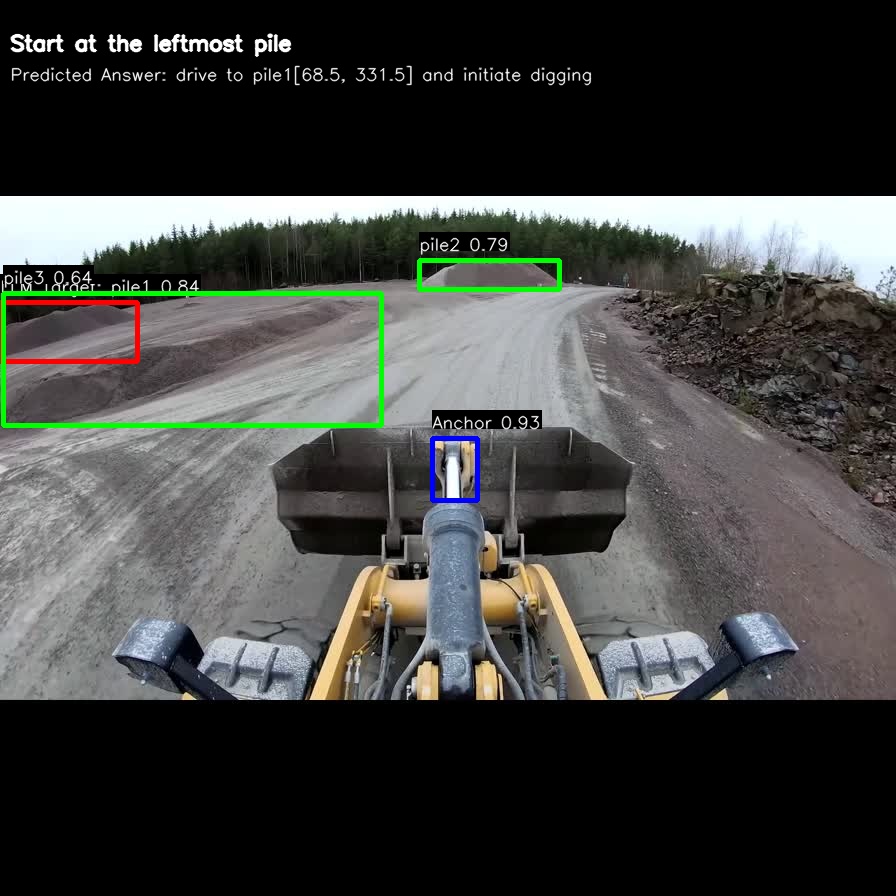 Start at the leftmost pile
Predicted Answer: drive to pile1[68.5, 331.5] and initiate digging
pile2 0.79
pile3 0.64
Target: pile1 0.84
Anchor 0.93